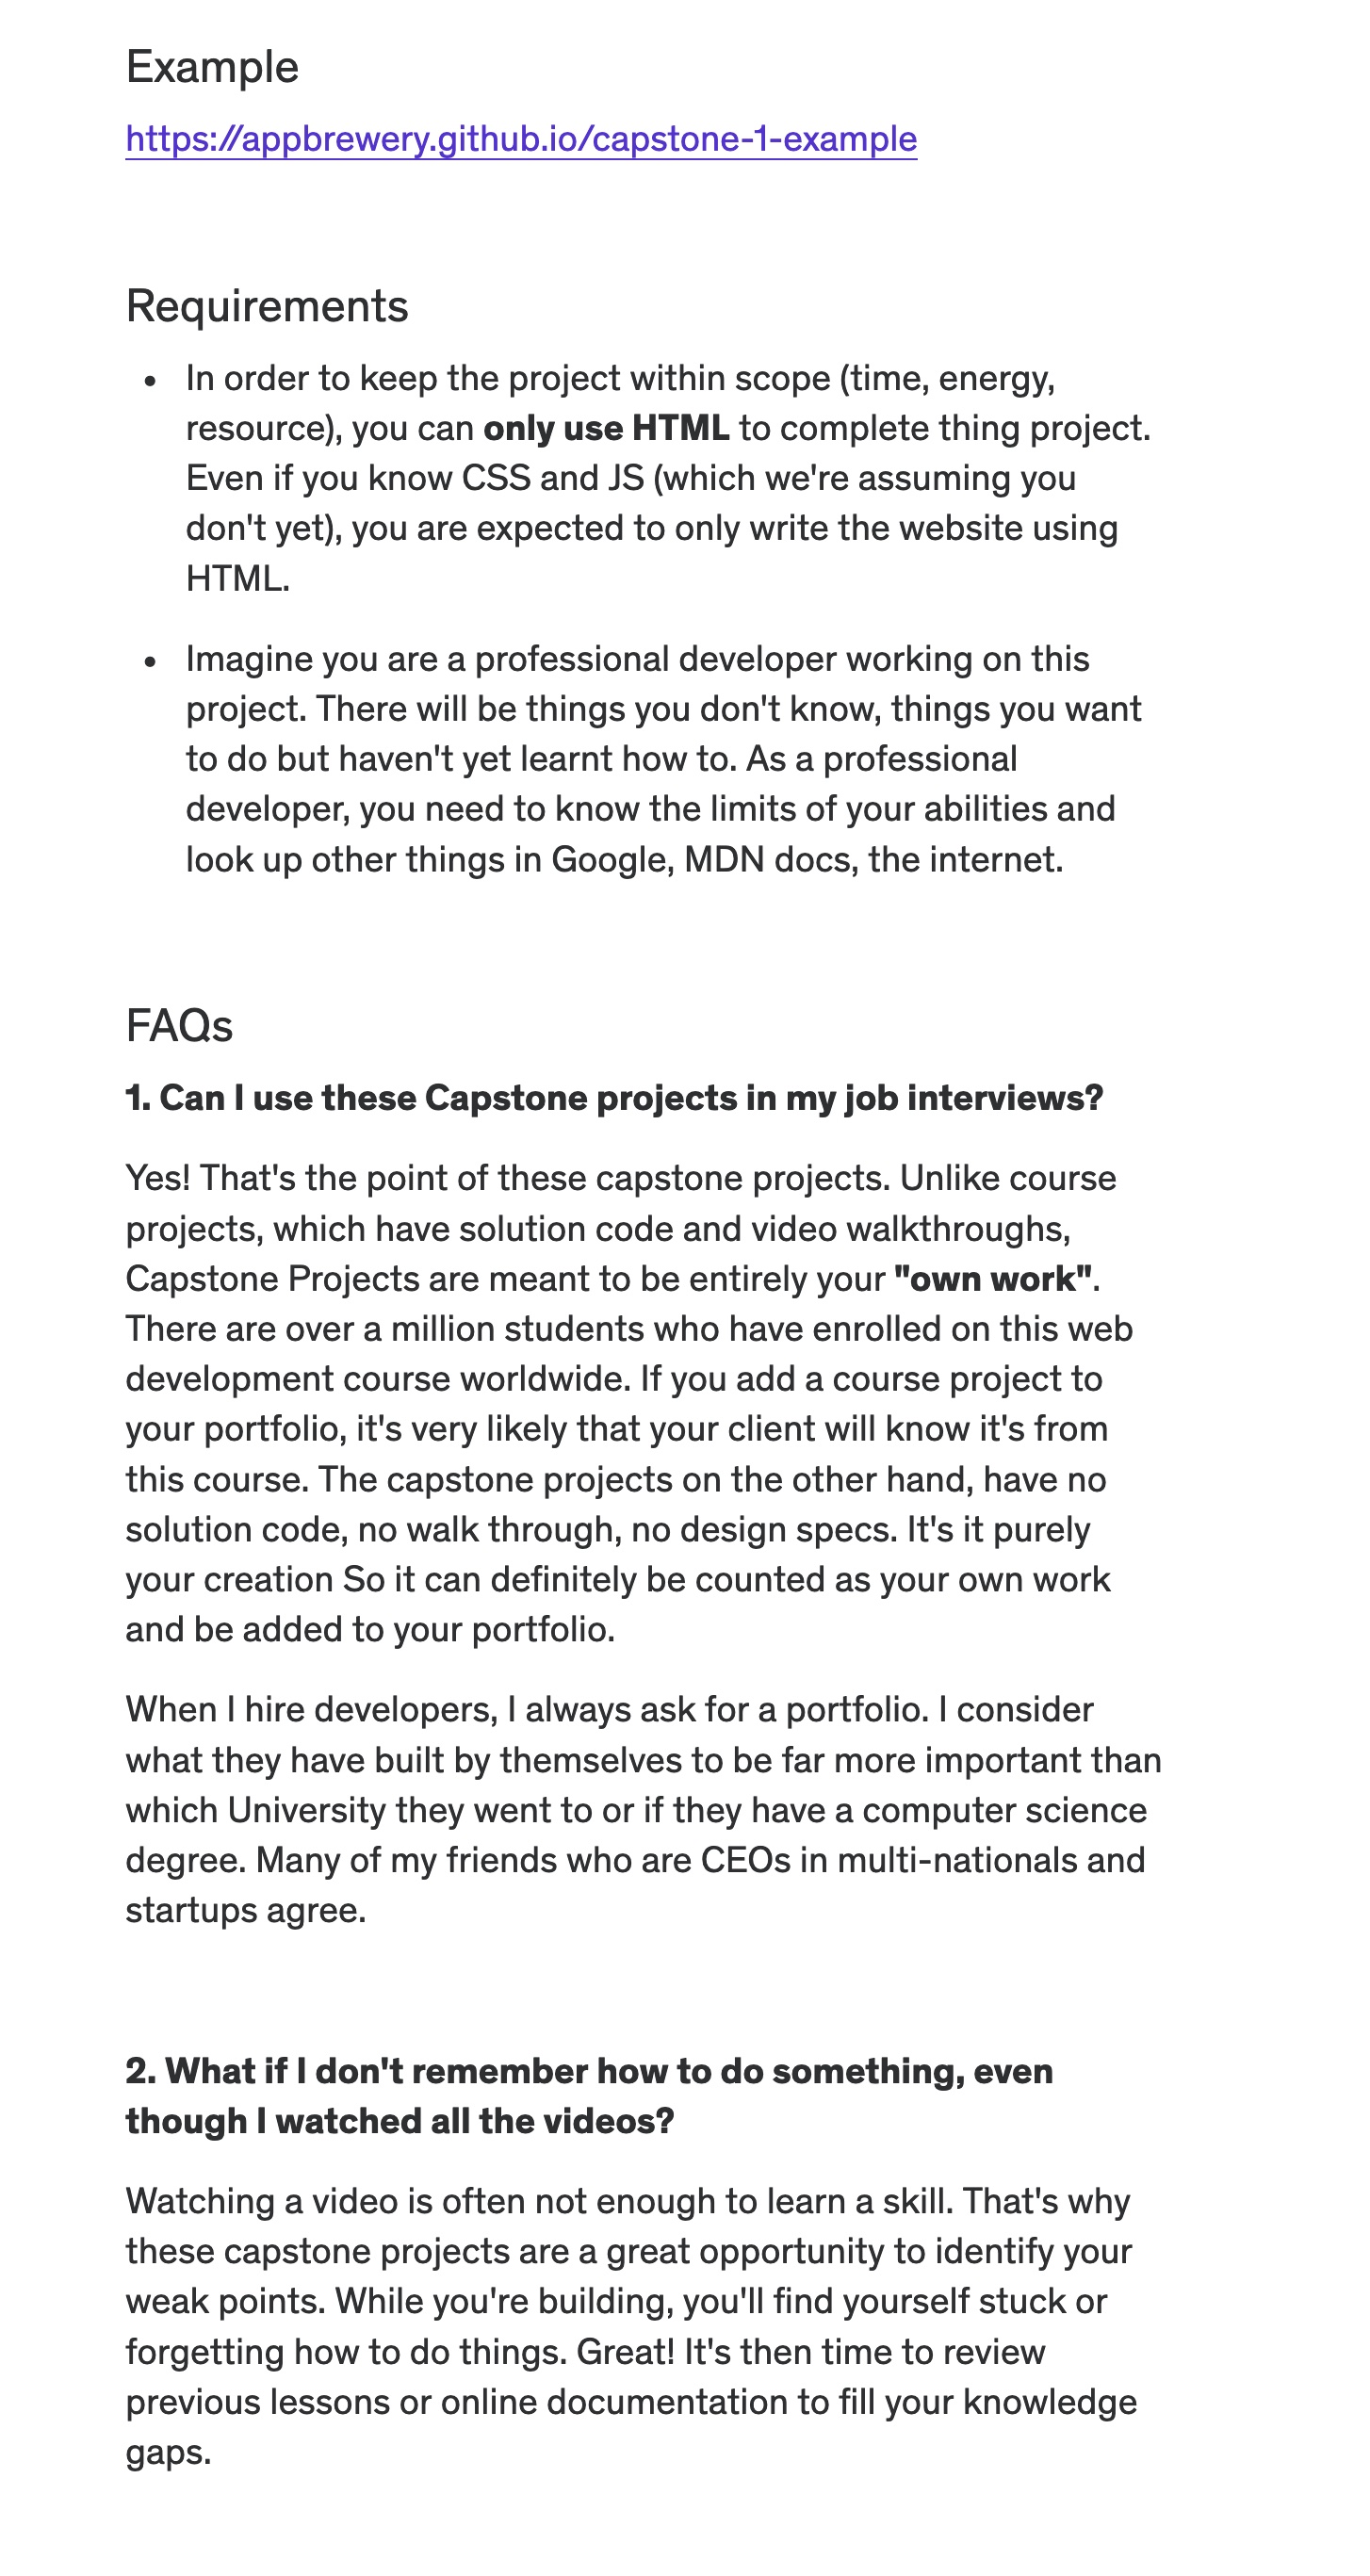 Example
https://appbrewery.github.io/capstone-1-example
Requirements
• In order to keep the project within scope (time, energy,
resource), you can only use HTML to complete thing project.
Even if you know CSS and JS (which we're assuming you
don't yet), you are expected to only write the website using
HTML.
• Imagine you are a professional developer working on this
project. There will be things you don't know, things you want
to do but haven't yet learnt how to. As a professional
developer, you need to know the limits of your abilities and
look up other things in Google, MDN docs, the internet.
FAQs
1. Can I use these Capstone projects in my job interviews?
Yes! That's the point of these capstone projects. Unlike course
projects, which have solution code and video walkthroughs,
Capstone Projects are meant to be entirely your "own work".
There are over a million students who have enrolled on this web
development course worldwide. If you add a course project to
your portfolio, it's very likely that your client will know it's from
this course. The capstone projects on the other hand, have no
solution code, no walk through, no design specs. It's it purely
your creation So it can definitely be counted as your own work
and be added to your portfolio.
When I hire developers, I always ask for a portfolio. I consider
what they have built by themselves to be far more important than
which University they went to or if they have a computer science
degree. Many of my friends who are CEOs in multi-nationals and
startups agree.
2. What if I don't remember how to do something, even
though I watched all the videos?
Watching a video is often not enough to learn a skill. That's why
these capstone projects are a great opportunity to identify your
weak points. While you're building, you'll find yourself stuck or
forgetting how to do things. Great! It's then time to review
previous lessons or online documentation to fill your knowledge
gaps.